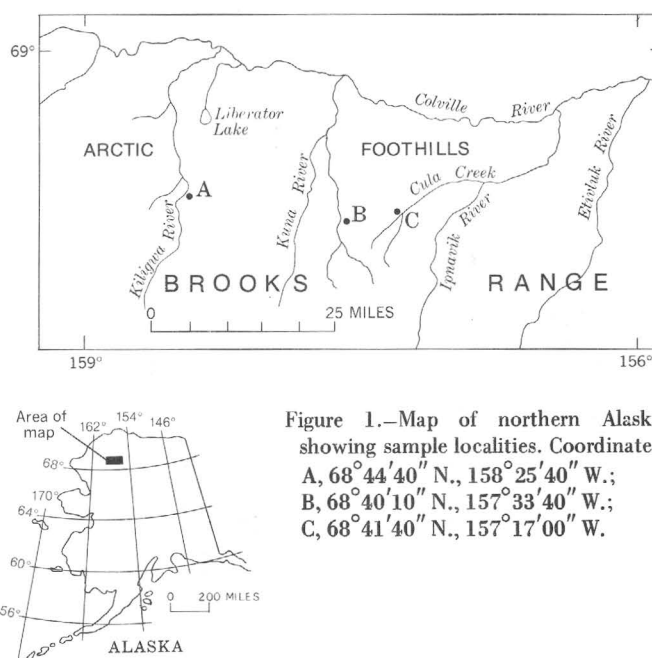 69°
Liberator
Lake
Colville River
ARCTIC
FOOTHILLS
Kuna River
Cula Creek
Etivluk River
A
B
C
Kiligwa River
Ipnavik River
BROOKS RANGE
0 25 MILES
159° 156°
Area of
map
162° 154° 146°
68°
170°
64°
60°
56°
0 200 MILES
ALASKA
Figure 1.—Map of northern Alask
showing sample localities. Coordinate
A, 68°44′40″ N., 158°25′40″ W.;
B, 68°40′10″ N., 157°33′40″ W.;
C, 68°41′40″ N., 157°17′00″ W.